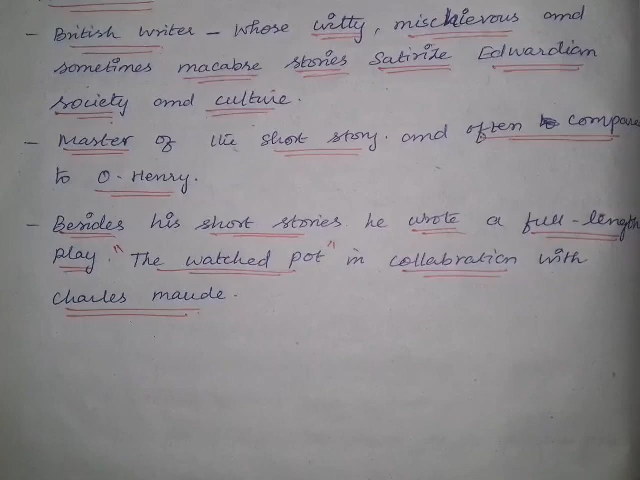 - British writer - whose witty, mischievous and
sometimes macabre stories satirize Edwardian
society and culture.
- Master of the short story. and often compare
to O-Henry.
- Besides his short stories he wrote a full-length
play. "The watched pot" in collabration with
charles maude.